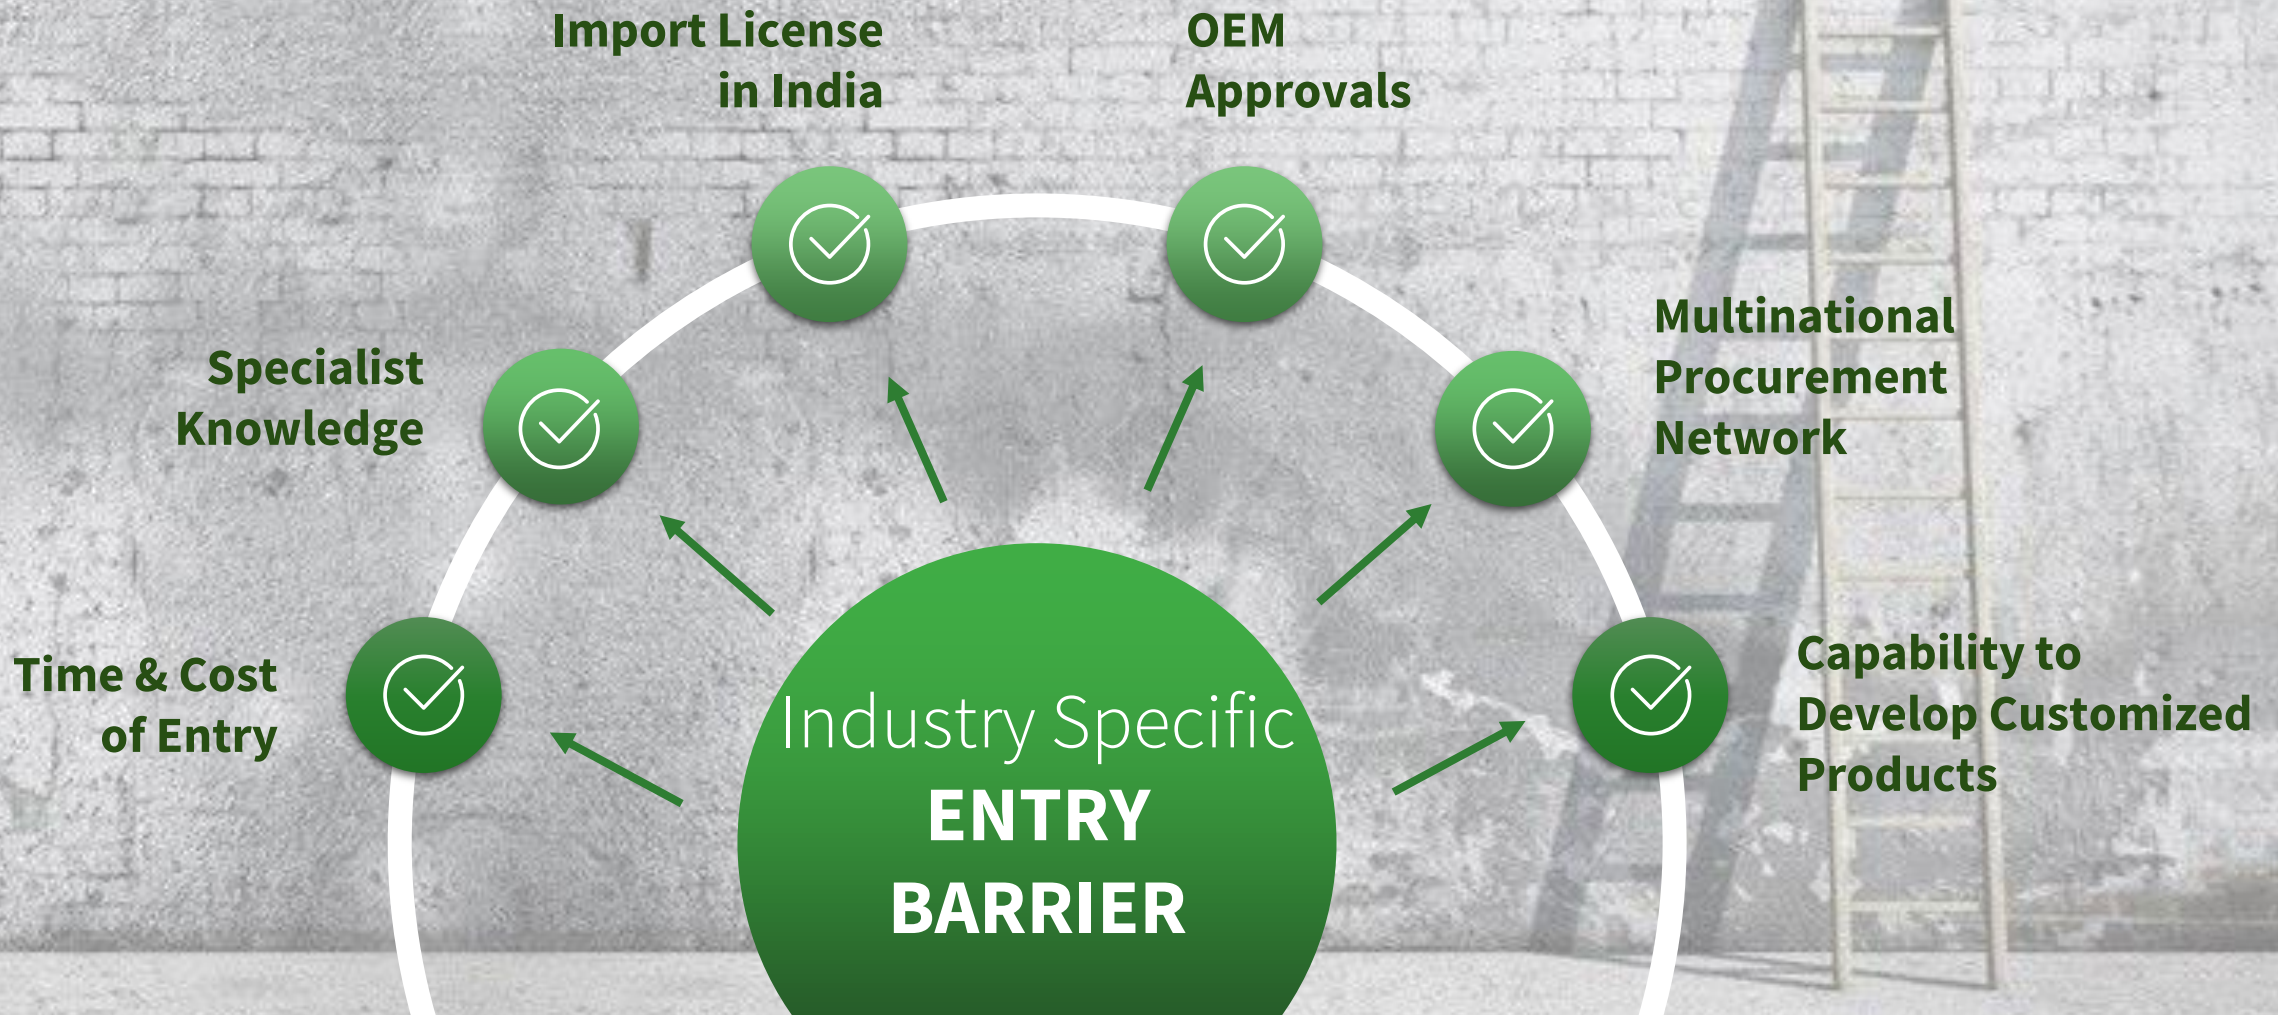 Import License
in India
OEM
Approvals
Specialist
Knowledge
Multinational
Procurement
Network
Time & Cost
of Entry
Capability to
Develop Customized
Products
Industry Specific
ENTRY
BARRIER